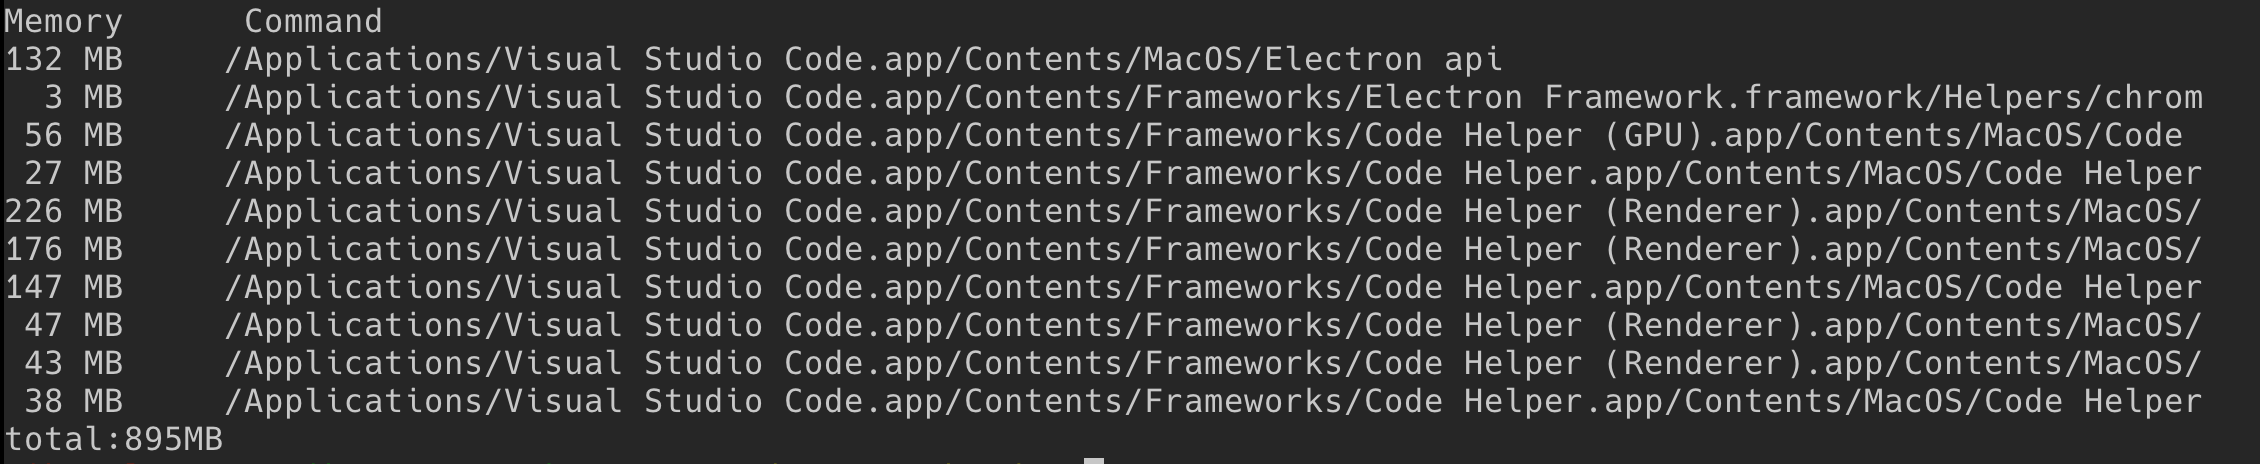 Memory      Command
132 MB     /Applications/Visual Studio Code.app/Contents/MacOS/Electron api
  3 MB     /Applications/Visual Studio Code.app/Contents/Frameworks/Electron Framework.framework/Helpers/chrom
 56 MB     /Applications/Visual Studio Code.app/Contents/Frameworks/Code Helper (GPU).app/Contents/MacOS/Code
 27 MB     /Applications/Visual Studio Code.app/Contents/Frameworks/Code Helper.app/Contents/MacOS/Code Helper
226 MB     /Applications/Visual Studio Code.app/Contents/Frameworks/Code Helper (Renderer).app/Contents/MacOS/
176 MB     /Applications/Visual Studio Code.app/Contents/Frameworks/Code Helper (Renderer).app/Contents/MacOS/
147 MB     /Applications/Visual Studio Code.app/Contents/Frameworks/Code Helper.app/Contents/MacOS/Code Helper
 47 MB     /Applications/Visual Studio Code.app/Contents/Frameworks/Code Helper (Renderer).app/Contents/MacOS/
 43 MB     /Applications/Visual Studio Code.app/Contents/Frameworks/Code Helper (Renderer).app/Contents/MacOS/
 38 MB     /Applications/Visual Studio Code.app/Contents/Frameworks/Code Helper.app/Contents/MacOS/Code Helper
total:895MB